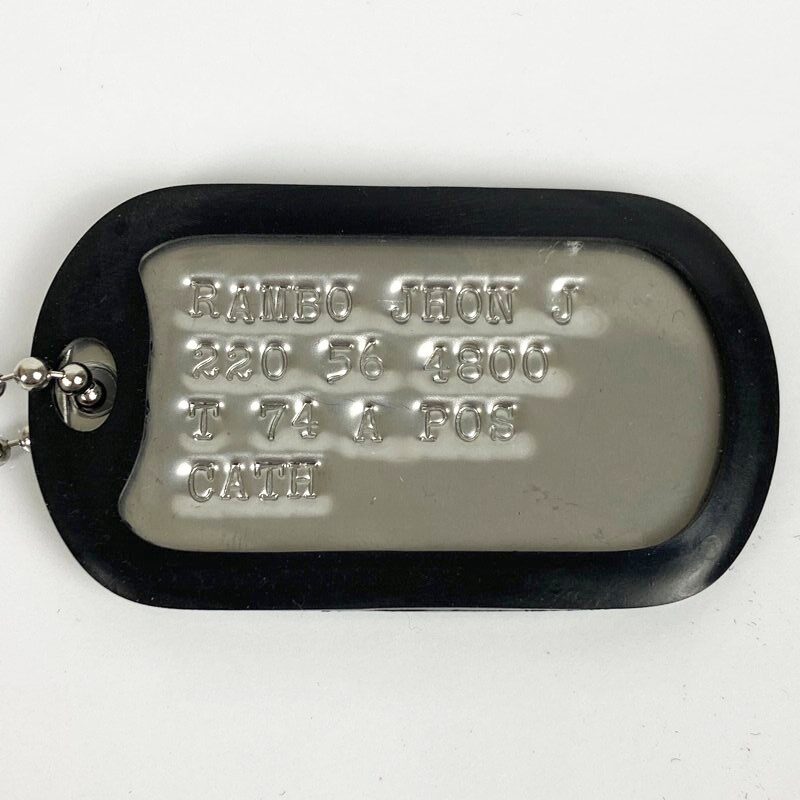 RAMBO JHON J
220 56 4800
T 74 A POS
CATH